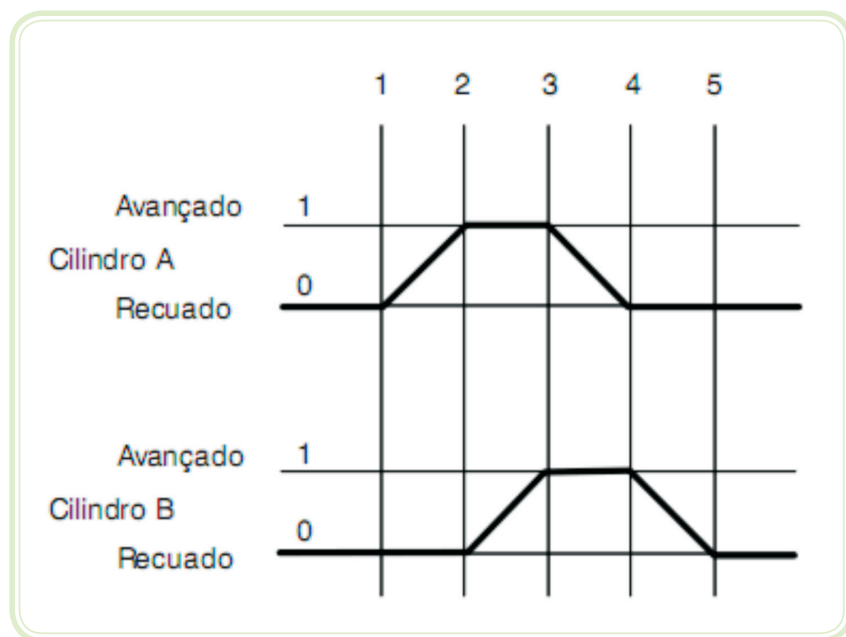 1 2 3 4 5
Avançado 1
Cilindro A
0
Recuado
Avançado 1
Cilindro B
0
Recuado